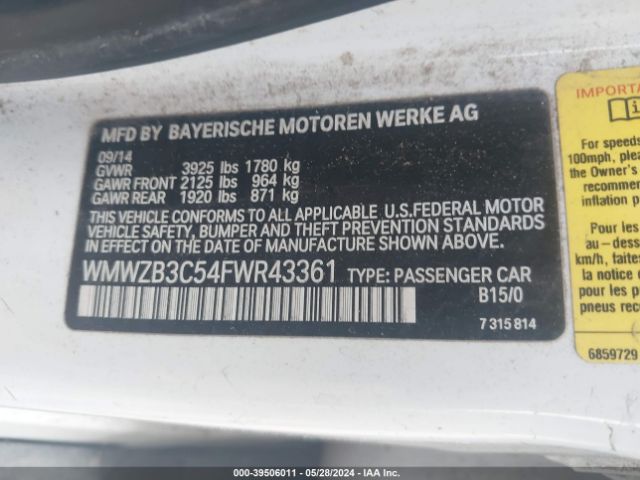 MFD BY BAYERISCHE MOTOREN WERKE AG
09/14
GVWR 3925 lbs 1780 kg
GAWR FRONT 2125 lbs 964 kg
GAWR REAR 1920 lbs 871 kg
THIS VEHICLE CONFORMS TO ALL APPLICABLE U.S.FEDERAL MOTOR
VEHICLE SAFETY, BUMPER, AND THEFT PREVENTION STANDARDS
IN EFFECT ON THE DATE OF MANUFACTURE SHOWN ABOVE.
WMWZB3C54FWR43361 TYPE: PASSENGER CAR
B15/0
7 315 814
IMPORTA
For speeds
100mph, plea
the Owner's
recommen
inflation p
Pour les
au-dess
km/h, faites
la notice
pour les p
pneus recom
6859729
000-39506011 - 05/28/2024 - IAA, Inc.